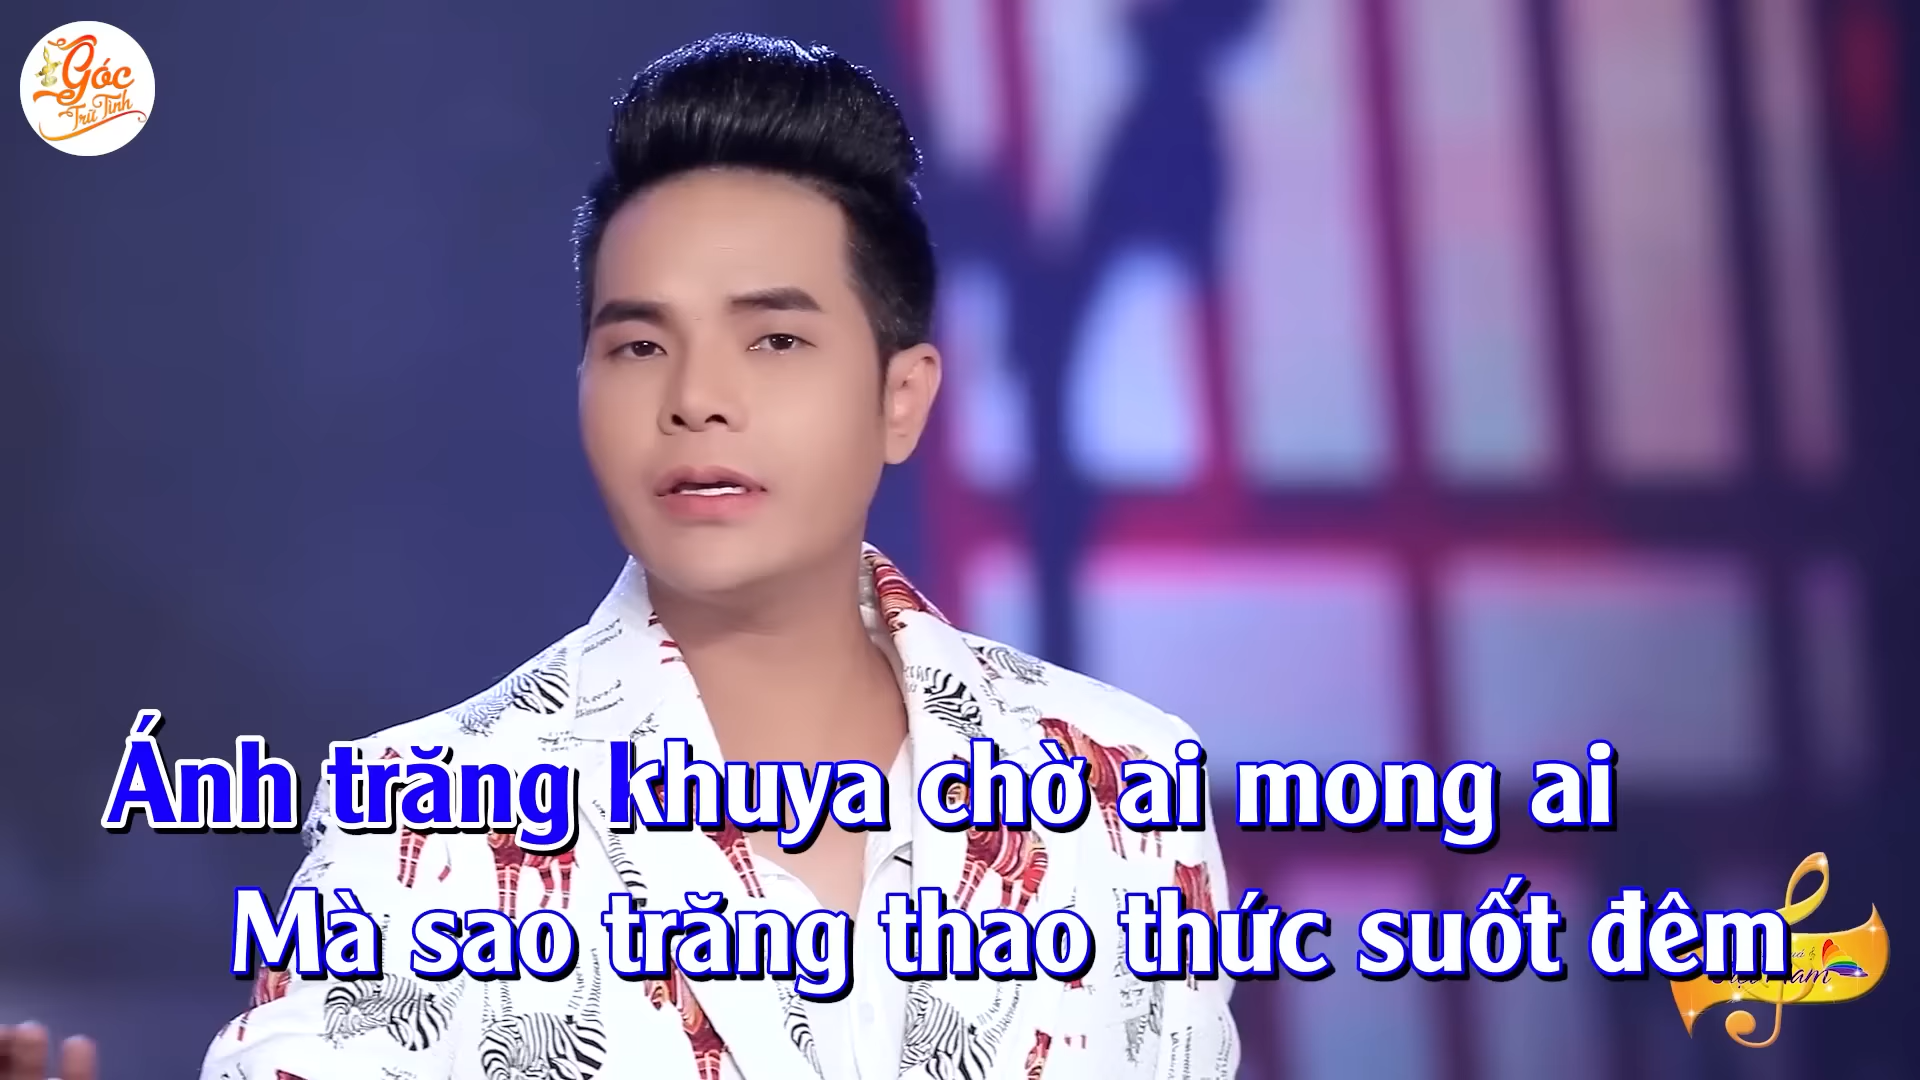 Góc
Trữ Tình
Ánh trăng khuya chờ ai mong ai
Mà sao trăng thao thức suốt đêm